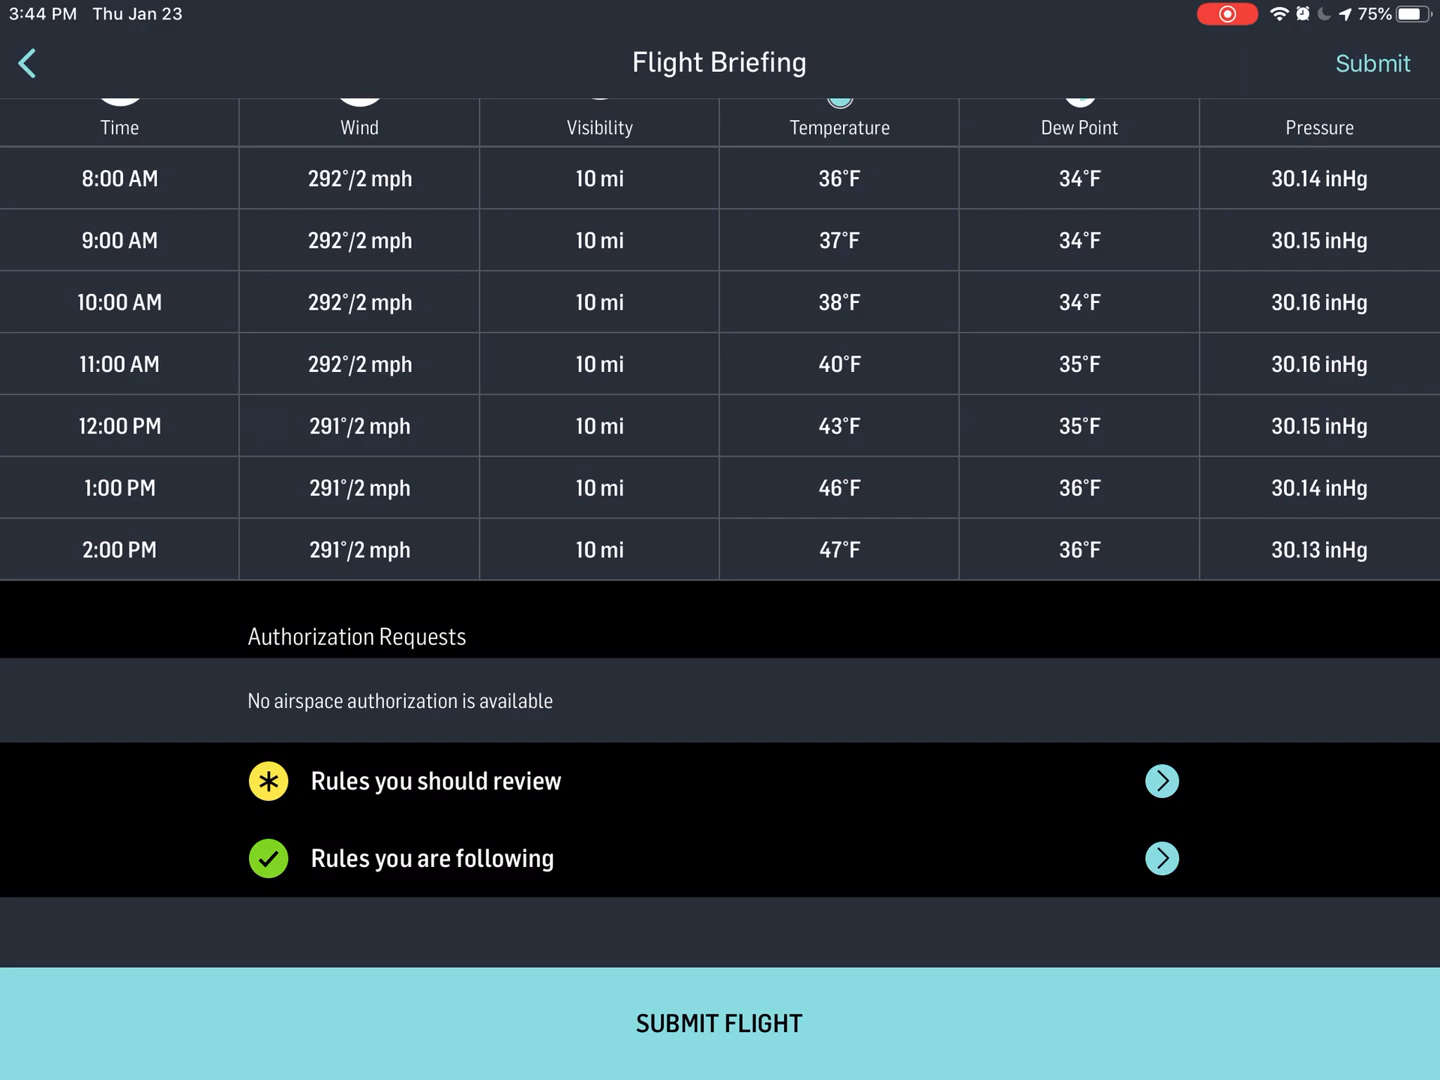 3:44 PM Thu Jan 23 75%
Flight Briefing
Submit
Time Wind Visibility Temperature Dew Point Pressure
8:00 AM 292°/2 mph 10 mi 36°F 34°F 30.14 inHg
9:00 AM 292°/2 mph 10 mi 37°F 34°F 30.15 inHg
10:00 AM 292°/2 mph 10 mi 38°F 34°F 30.16 inHg
11:00 AM 292°/2 mph 10 mi 40°F 35°F 30.16 inHg
12:00 PM 291°/2 mph 10 mi 43°F 35°F 30.15 inHg
1:00 PM 291°/2 mph 10 mi 46°F 36°F 30.14 inHg
2:00 PM 291°/2 mph 10 mi 47°F 36°F 30.13 inHg
Authorization Requests
No airspace authorization is available
Rules you should review
Rules you are following
SUBMIT FLIGHT